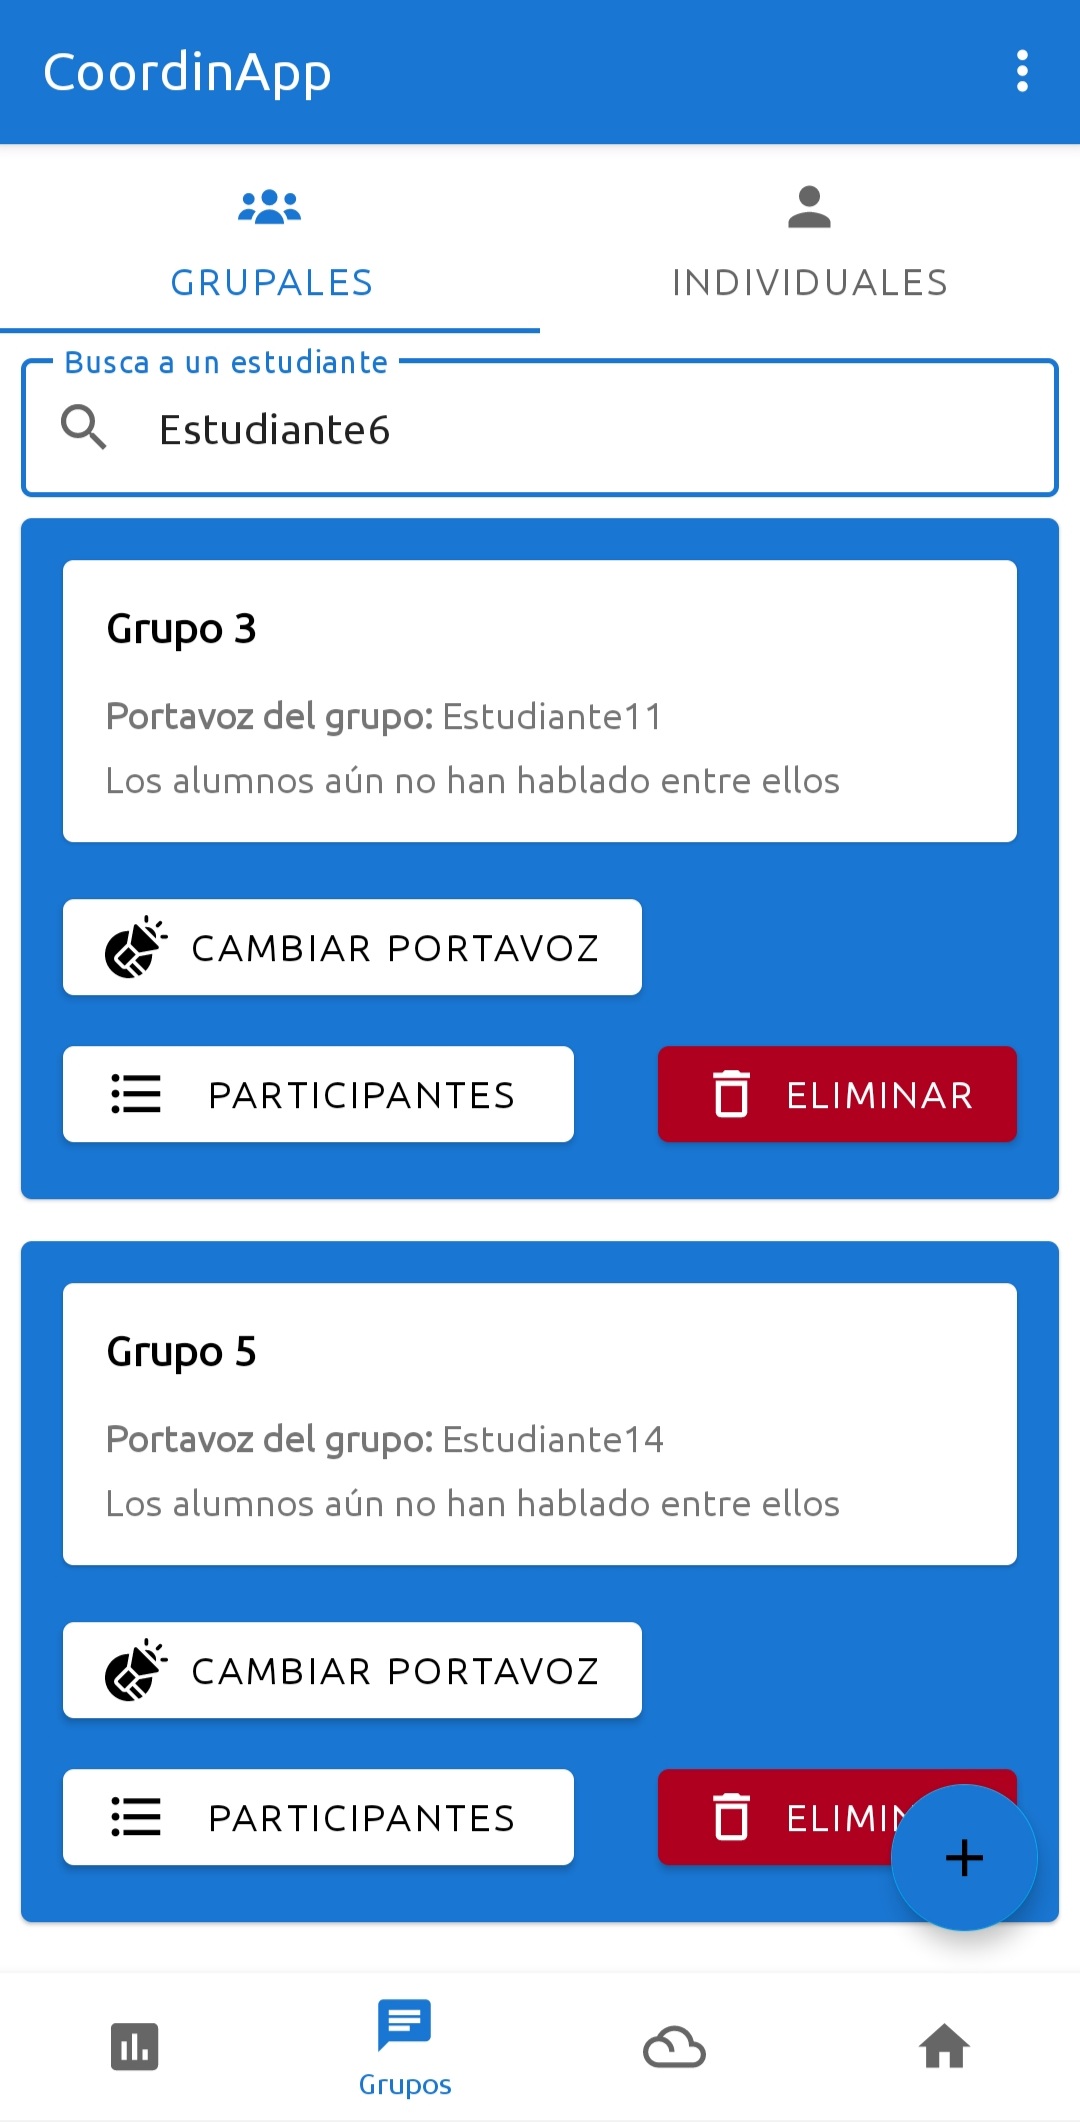 CoordinApp
GRUPALES
INDIVIDUALES
Busca a un estudiante
Estudiante6
Grupo 3
Portavoz del grupo: Estudiante11
Los alumnos aún no han hablado entre ellos
CAMBIAR PORTAVOZ
PARTICIPANTES
ELIMINAR
Grupo 5
Portavoz del grupo: Estudiante14
Los alumnos aún no han hablado entre ellos
CAMBIAR PORTAVOZ
PARTICIPANTES
ELIMIN
Grupos